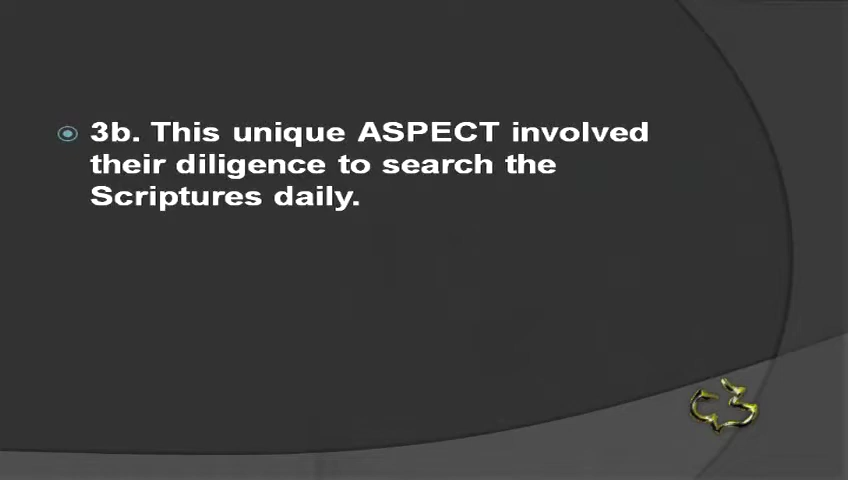 3b. This unique ASPECT involved
their diligence to search the
Scriptures daily.